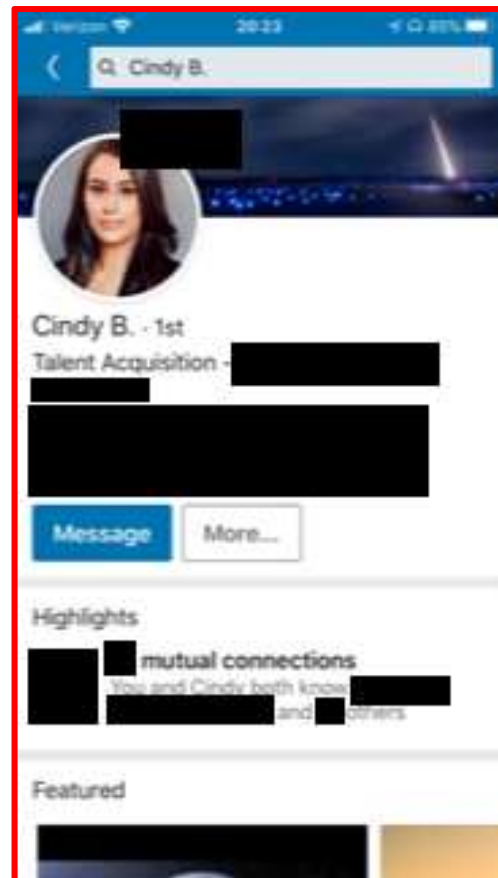 Verizon 20:23 85%
Cindy B.
Cindy B. · 1st
Talent Acquisition -
Message More...
Highlights
mutual connections
You and Cindy both know
and others
Featured